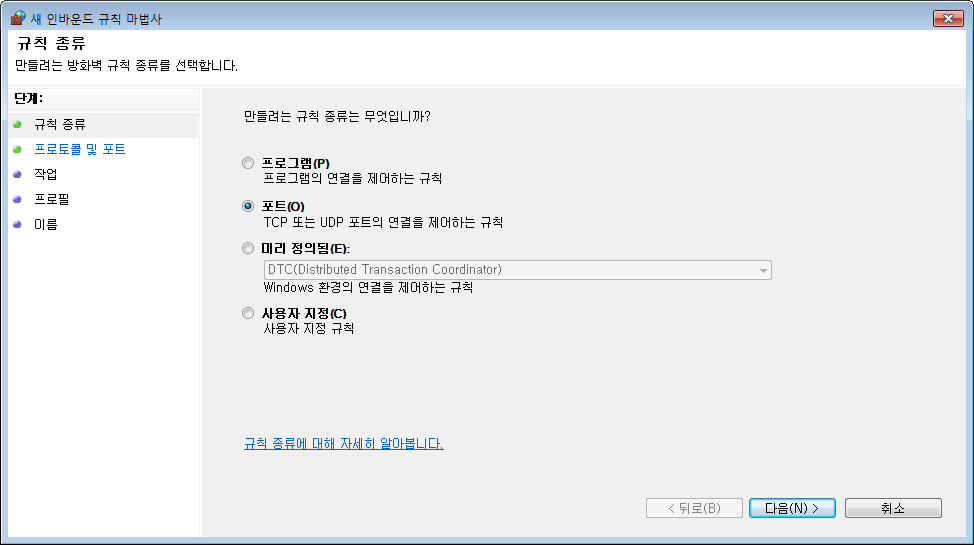 새 인바운드 규칙 마법사
규칙 종류
만들려는 방화벽 규칙 종류를 선택합니다.
단계:
규칙 종류
프로토콜 및 포트
작업
프로필
이름
만들려는 규칙 종류는 무엇입니까?
프로그램(P)
프로그램의 연결을 제어하는 규칙
포트(O)
TCP 또는 UDP 포트의 연결을 제어하는 규칙
미리 정의됨(E):
DTC(Distributed Transaction Coordinator)
Windows 환경의 연결을 제어하는 규칙
사용자 지정(C)
사용자 지정 규칙
규칙 종류에 대해 자세히 알아봅니다.
< 뒤로(B) 다음(N) > 취소